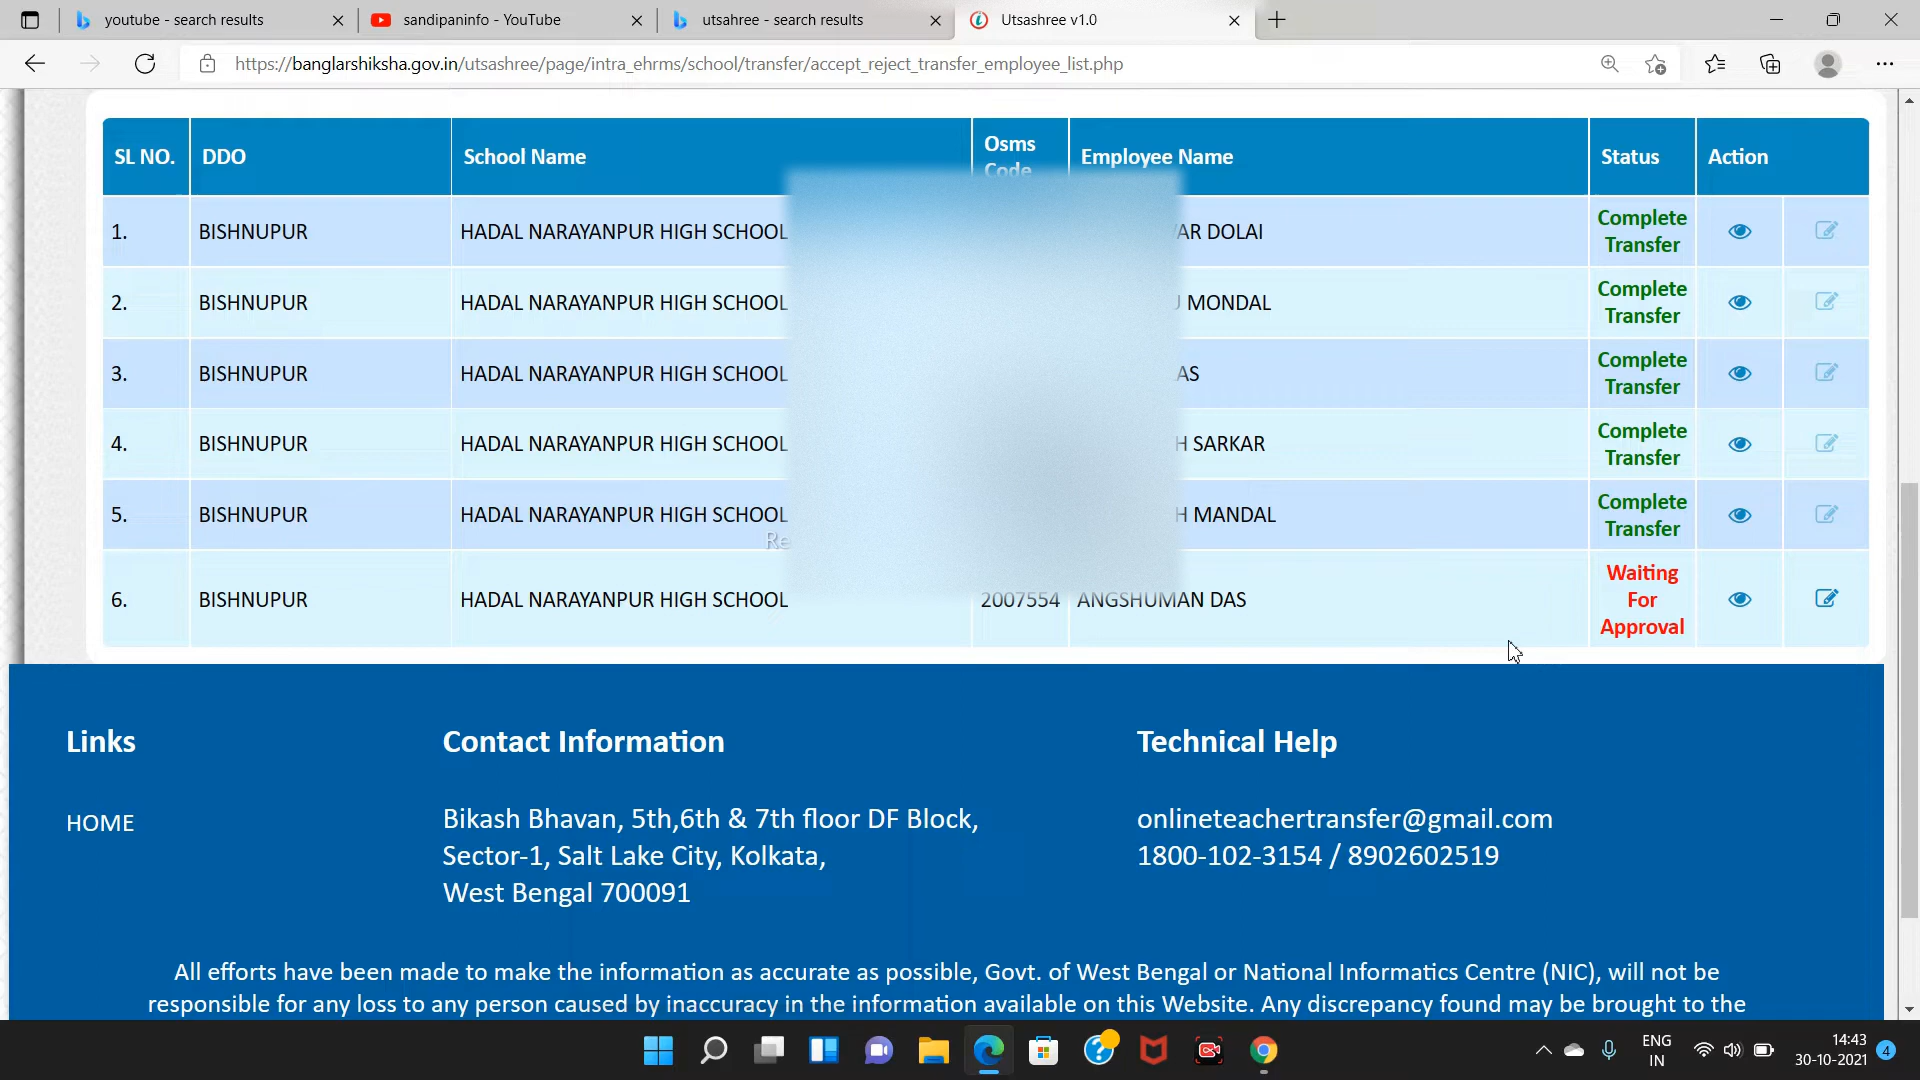 youtube - search results
sandipaninfo - YouTube
utsahree - search results
Utsashree v1.0
https://banglarshiksha.gov.in/utsashree/page/intra_ehrms/school/transfer/accept_reject_transfer_employee_list.php
SL NO. DDO School Name Osms Code Employee Name Status Action
1. BISHNUPUR HADAL NARAYANPUR HIGH SCHOOL DOLAI Complete Transfer
2. BISHNUPUR HADAL NARAYANPUR HIGH SCHOOL MONDAL Complete Transfer
3. BISHNUPUR HADAL NARAYANPUR HIGH SCHOOL Complete Transfer
4. BISHNUPUR HADAL NARAYANPUR HIGH SCHOOL SARKAR Complete Transfer
5. BISHNUPUR HADAL NARAYANPUR HIGH SCHOOL MANDAL Complete Transfer
6. BISHNUPUR HADAL NARAYANPUR HIGH SCHOOL 2007554 ANGSHUMAN DAS Waiting For Approval
Links
HOME
Contact Information
Bikash Bhavan, 5th,6th & 7th floor DF Block,
Sector-1, Salt Lake City, Kolkata,
West Bengal 700091
Technical Help
onlineteachertransfer@gmail.com
1800-102-3154 / 8902602519
All efforts have been made to make the information as accurate as possible, Govt. of West Bengal or National Informatics Centre (NIC), will not be
responsible for any loss to any person caused by inaccuracy in the information available on this Website. Any discrepancy found may be brought to the
ENG
IN
14:43
30-10-2021
4